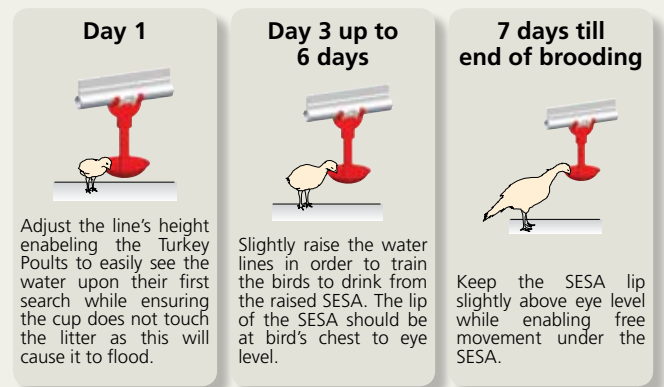 Day 1
Adjust the line's height
enabeling the Turkey
Poults to easily see the
water upon their first
search while ensuring
the cup does not touch
the litter as this will
cause it to flood.
Day 3 up to
6 days
Slightly raise the water
lines in order to train
the birds to drink from
the raised SESA. The lip
of the SESA should be
at bird's chest to eye
level.
7 days till
end of brooding
Keep the SESA lip
slightly above eye level
while enabling free
movement under the
SESA.